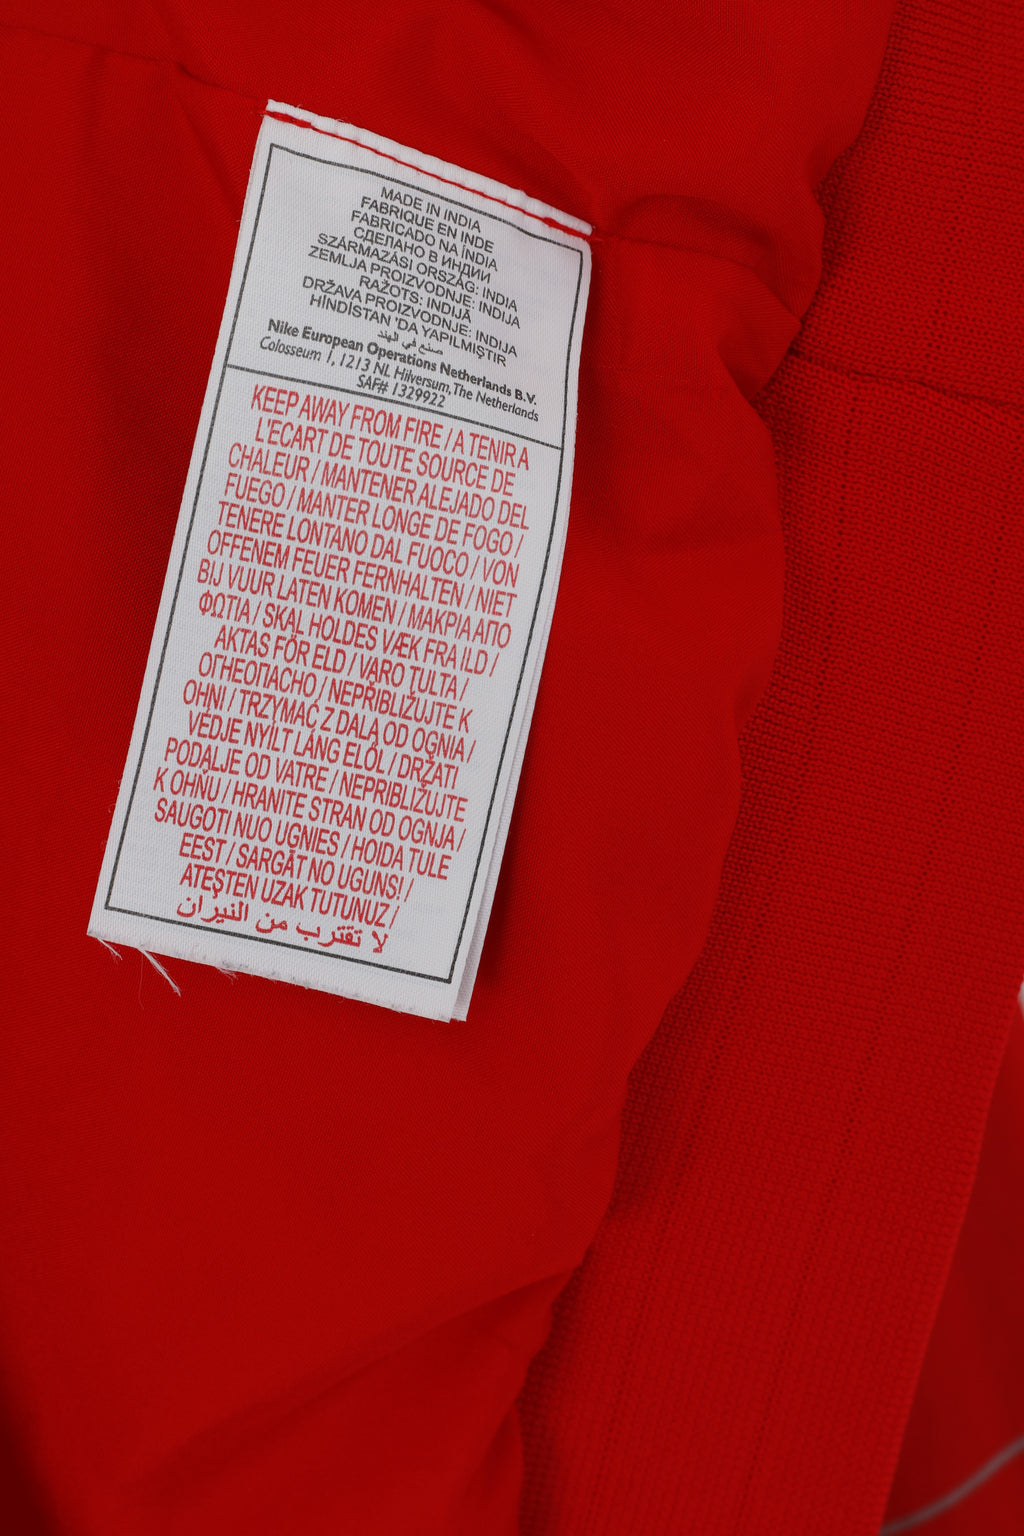 MADE IN INDIA
FABRIQUE EN INDE
FABRICADO NA ÍNDIA
СДЕЛАНО В ИНДИИ
SZÁRMAZÁSI ORSZÁG: INDIA
ZEMLJA PROIZVODNJE: INDIJA
RAŽOTS: INDIJĀ
DRŽAVA PROIZVODNJE: INDIJA
HİNDİSTAN 'DA YAPILMIŞTIR
صنع في الهند
Nike European Operations Netherlands B.V.
Colosseum 1, 1213 NL Hilversum, The Netherlands
SAF# 1329922
KEEP AWAY FROM FIRE / A TENIR A
L'ECART DE TOUTE SOURCE DE
CHALEUR / MANTENER ALEJADO DEL
FUEGO / MANTER LONGE DE FOGO /
TENERE LONTANO DAL FUOCO / VON
OFFENEM FEUER FERNHALTEN / NIET
BIJ VUUR LATEN KOMEN / ΜΑΚΡΙΑ ΑΠΟ
ΦΩΤΙΑ / SKAL HOLDES VÆK FRA ILD /
AKTAS FÖR ELD / VARO TULTA /
ОГНЕОПАСНО / NEPŘIBLIŽUJTE K
OHNI / TRZYMAĆ Z DALA OD OGNIA /
VÉDJE NYÍLT LÁNG ELŐL / DRŽATI
PODALJE OD VATRE / NEPRIBLIŽUJTE
K OHŇU / HRANITE STRAN OD OGNJA /
SAUGOTI NUO UGNIES / HOIDA TULE
EEST / SARGĀT NO UGUNS! /
ATEŞTEN UZAK TUTUNUZ /
لا تقترب من النيران